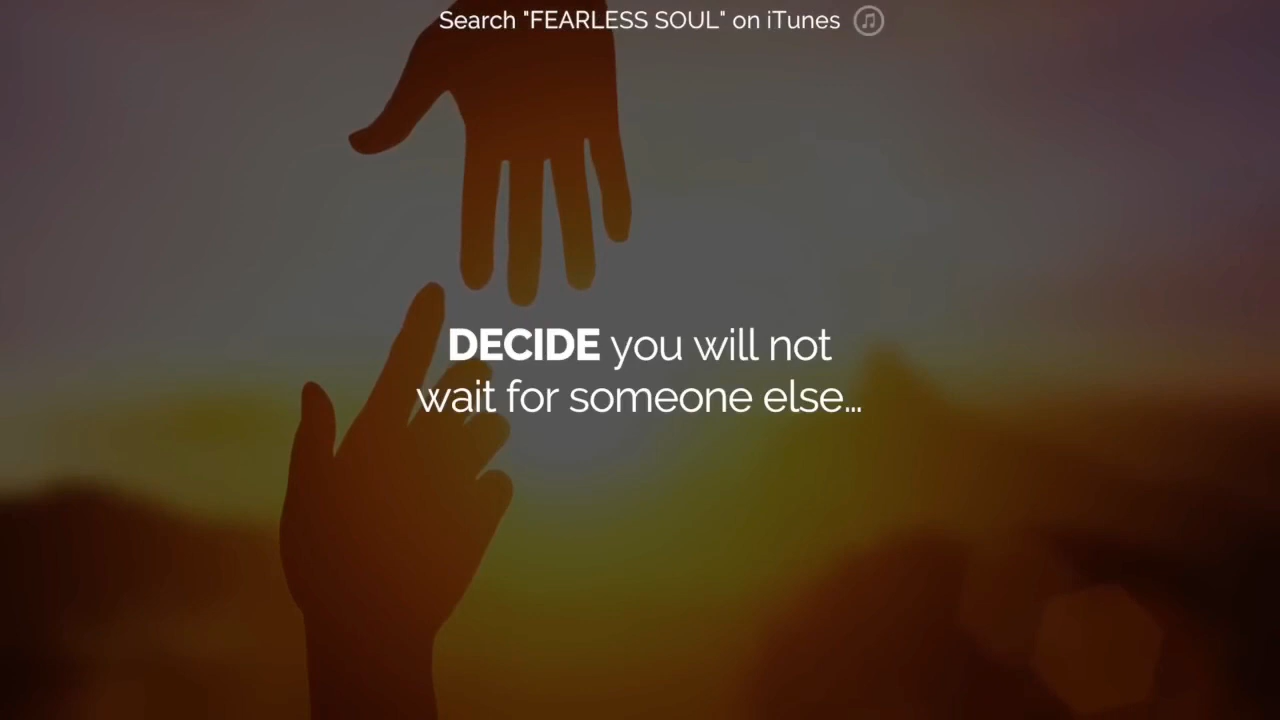 Search "FEARLESS SOUL" on iTunes
DECIDE you will not
wait for someone else...